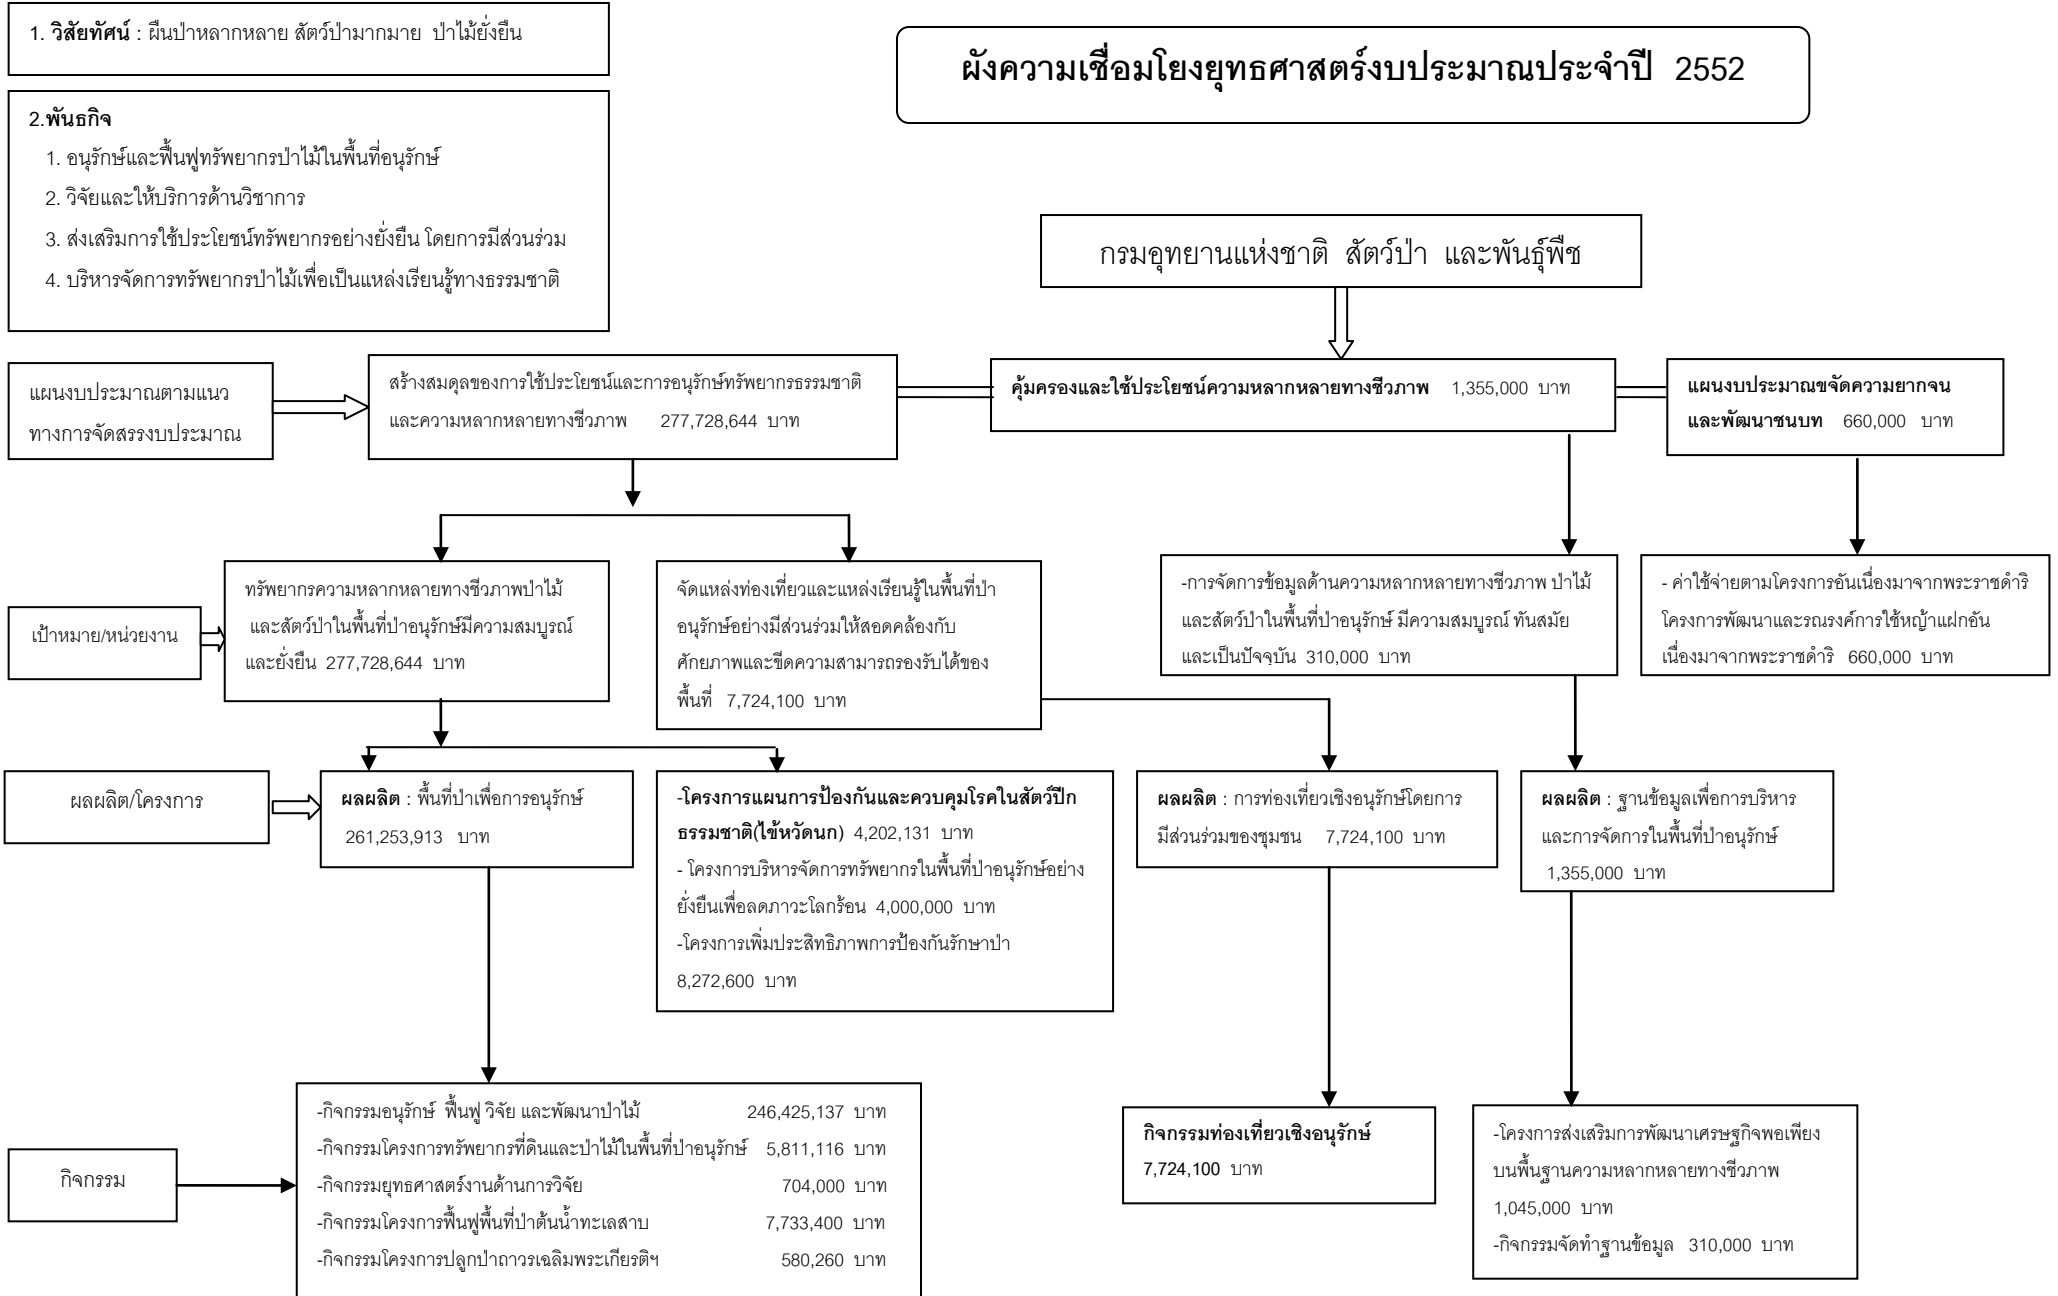 1. วิสัยทัศน์ : ผืนป่าหลากหลาย สัตว์ป่ามากมาย ป่าไม้ยั่งยืน
ผังความเชื่อมโยงยุทธศาสตร์งบประมาณประจำปี 2552
2.พันธกิจ
1. อนุรักษ์และฟื้นฟูทรัพยากรป่าไม้ในพื้นที่อนุรักษ์
2. วิจัยและให้บริการด้านวิชาการ
3. ส่งเสริมการใช้ประโยชน์ทรัพยากรอย่างยั่งยืน โดยการมีส่วนร่วม
4. บริหารจัดการทรัพยากรป่าไม้เพื่อเป็นแหล่งเรียนรู้ทางธรรมชาติ
กรมอุทยานแห่งชาติ สัตว์ป่า และพันธุ์พืช
แผนงบประมาณตามแนว
ทางการจัดสรรงบประมาณ
สร้างสมดุลของการใช้ประโยชน์และการอนุรักษ์ทรัพยากรธรรมชาติ
และความหลากหลายทางชีวภาพ 277,728,644 บาท
คุ้มครองและใช้ประโยชน์ความหลากหลายทางชีวภาพ 1,355,000 บาท
แผนงบประมาณขจัดความยากจน
และพัฒนาชนบท 660,000 บาท
เป้าหมาย/หน่วยงาน
ทรัพยากรความหลากหลายทางชีวภาพป่าไม้
และสัตว์ป่าในพื้นที่ป่าอนุรักษ์มีความสมบูรณ์
และยั่งยืน 277,728,644 บาท
จัดแหล่งท่องเที่ยวและแหล่งเรียนรู้ในพื้นที่ป่า
อนุรักษ์อย่างมีส่วนร่วมให้สอดคล้องกับ
ศักยภาพและขีดความสามารถรองรับได้ของ
พื้นที่ 7,724,100 บาท
-การจัดการข้อมูลด้านความหลากหลายทางชีวภาพ ป่าไม้
และสัตว์ป่าในพื้นที่ป่าอนุรักษ์ มีความสมบูรณ์ ทันสมัย
และเป็นปัจจุบัน 310,000 บาท
- ค่าใช้จ่ายตามโครงการอันเนื่องมาจากพระราชดำริ
โครงการพัฒนาและรณรงค์การใช้หญ้าแฝกอัน
เนื่องมาจากพระราชดำริ 660,000 บาท
ผลผลิต/โครงการ
ผลผลิต : พื้นที่ป่าเพื่อการอนุรักษ์
261,253,913 บาท
-โครงการแผนการป้องกันและควบคุมโรคในสัตว์ปีก
ธรรมชาติ(ไข้หวัดนก) 4,202,131 บาท
- โครงการบริหารจัดการทรัพยากรในพื้นที่ป่าอนุรักษ์อย่าง
ยั่งยืนเพื่อลดภาวะโลกร้อน 4,000,000 บาท
-โครงการเพิ่มประสิทธิภาพการป้องกันรักษาป่า
8,272,600 บาท
ผลผลิต : การท่องเที่ยวเชิงอนุรักษ์โดยการ
มีส่วนร่วมของชุมชน 7,724,100 บาท
ผลผลิต : ฐานข้อมูลเพื่อการบริหาร
และการจัดการในพื้นที่ป่าอนุรักษ์
1,355,000 บาท
กิจกรรม
-กิจกรรมอนุรักษ์ ฟื้นฟู วิจัย และพัฒนาป่าไม้ 246,425,137 บาท
-กิจกรรมโครงการทรัพยากรที่ดินและป่าไม้ในพื้นที่ป่าอนุรักษ์ 5,811,116 บาท
-กิจกรรมยุทธศาสตร์งานด้านการวิจัย 704,000 บาท
-กิจกรรมโครงการฟื้นฟูพื้นที่ป่าต้นน้ำทะเลสาบ 7,733,400 บาท
-กิจกรรมโครงการปลูกป่าถาวรเฉลิมพระเกียรติฯ 580,260 บาท
กิจกรรมท่องเที่ยวเชิงอนุรักษ์
7,724,100 บาท
-โครงการส่งเสริมการพัฒนาเศรษฐกิจพอเพียง
บนพื้นฐานความหลากหลายทางชีวภาพ
1,045,000 บาท
-กิจกรรมจัดทำฐานข้อมูล 310,000 บาท